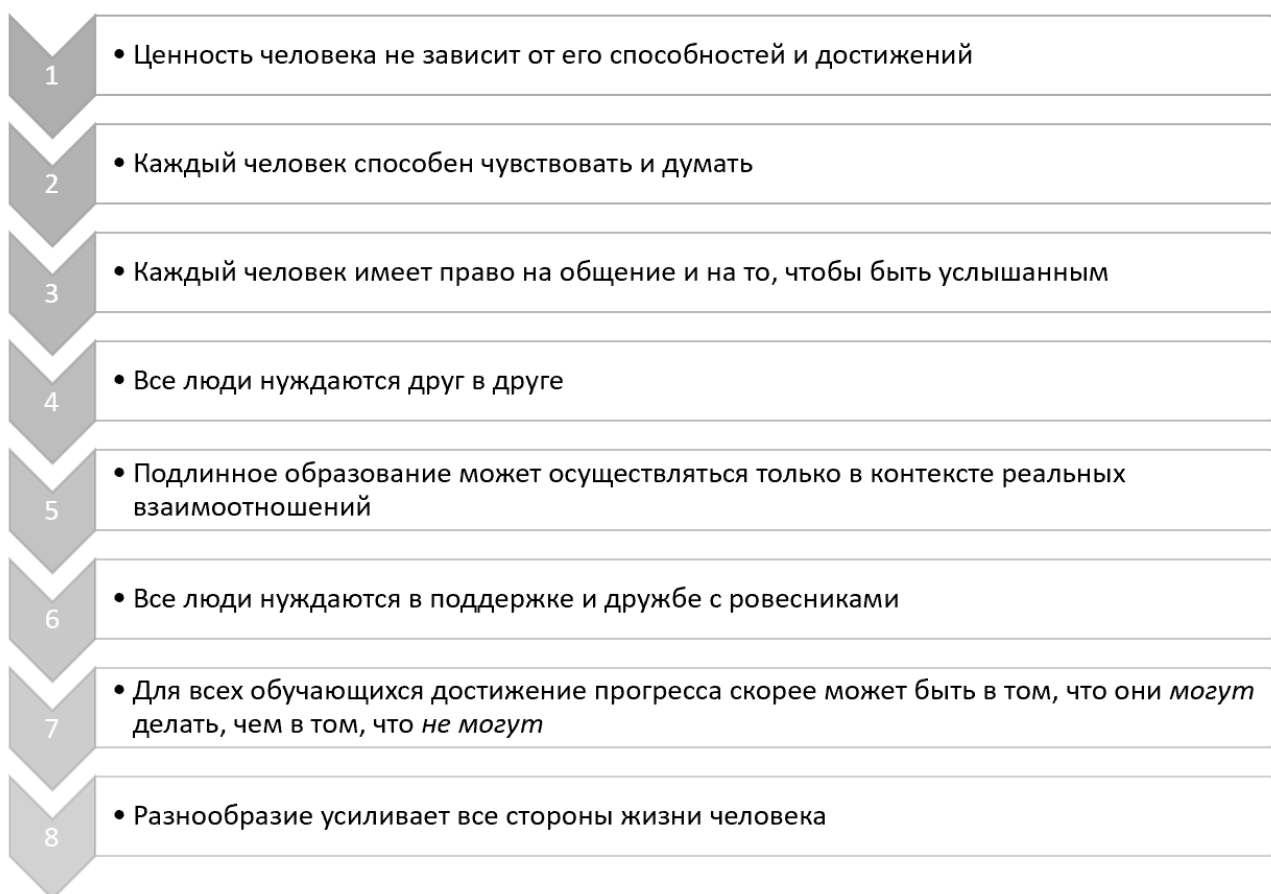 1
• Ценность человека не зависит от его способностей и достижений
2
• Каждый человек способен чувствовать и думать
3
• Каждый человек имеет право на общение и на то, чтобы быть услышанным
4
• Все люди нуждаются друг в друге
5
• Подлинное образование может осуществляться только в контексте реальных
взаимоотношений
6
• Все люди нуждаются в поддержке и дружбе с ровесниками
7
• Для всех обучающихся достижение прогресса скорее может быть в том, что они могут
делать, чем в том, что не могут
8
• Разнообразие усиливает все стороны жизни человека